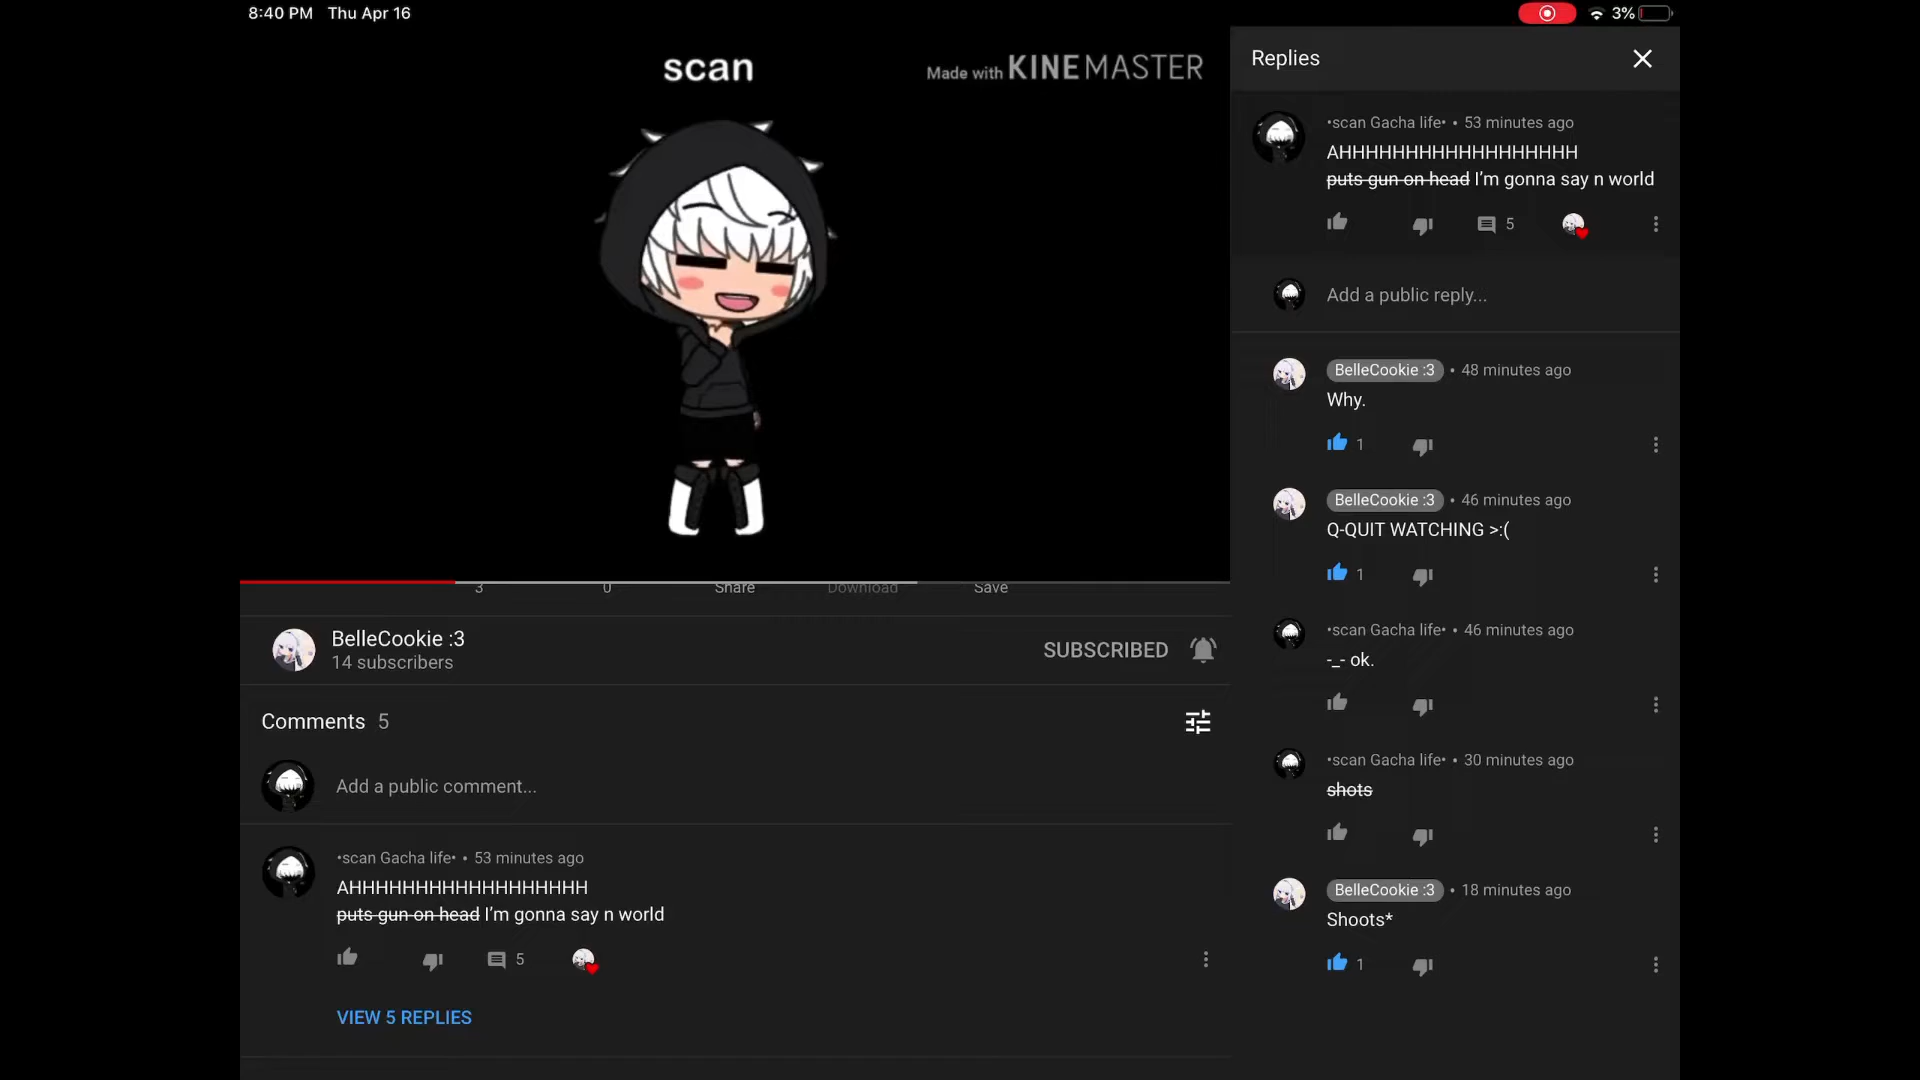 8:40 PM Thu Apr 16
3%
scan
Made with KINEMASTER
3 0 Share Download Save
BelleCookie :3
14 subscribers
SUBSCRIBED
Comments 5
Add a public comment...
•scan Gacha life• • 53 minutes ago
AHHHHHHHHHHHHHHHHHH
puts gun on head I'm gonna say n world
5
VIEW 5 REPLIES
Replies
•scan Gacha life• • 53 minutes ago
AHHHHHHHHHHHHHHHHHH
puts gun on head I'm gonna say n world
5
Add a public reply...
BelleCookie :3 • 48 minutes ago
Why.
1
BelleCookie :3 • 46 minutes ago
Q-QUIT WATCHING >:(
1
•scan Gacha life• • 46 minutes ago
-_- ok.
•scan Gacha life• • 30 minutes ago
shots
BelleCookie :3 • 18 minutes ago
Shoots*
1